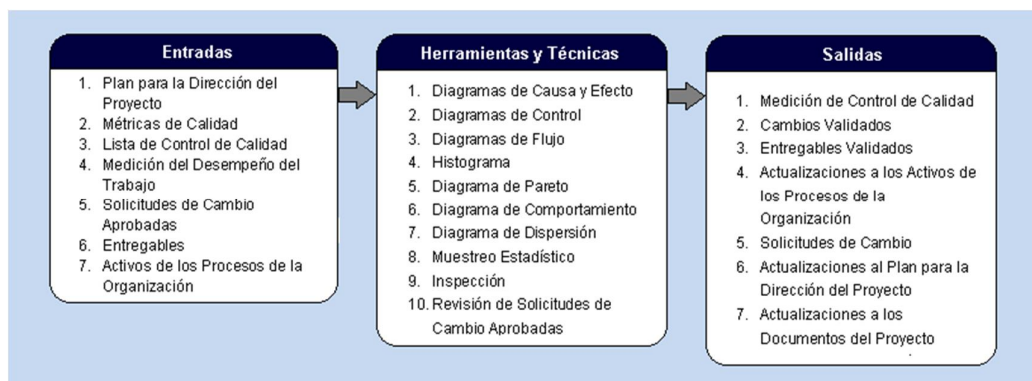 Entradas
1. Plan para la Dirección del
Proyecto
2. Métricas de Calidad
3. Lista de Control de Calidad
4. Medición del Desempeño del
Trabajo
5. Solicitudes de Cambio
Aprobadas
6. Entregables
7. Activos de los Procesos de la
Organización
Herramientas y Técnicas
1. Diagramas de Causa y Efecto
2. Diagramas de Control
3. Diagramas de Flujo
4. Histograma
5. Diagrama de Pareto
6. Diagrama de Comportamiento
7. Diagrama de Dispersión
8. Muestreo Estadístico
9. Inspección
10. Revisión de Solicitudes de
Cambio Aprobadas
Salidas
1. Medición de Control de Calidad
2. Cambios Validados
3. Entregables Validados
4. Actualizaciones a los Activos de
los Procesos de la
Organización
5. Solicitudes de Cambio
6. Actualizaciones al Plan para la
Dirección del Proyecto
7. Actualizaciones a los
Documentos del Proyecto